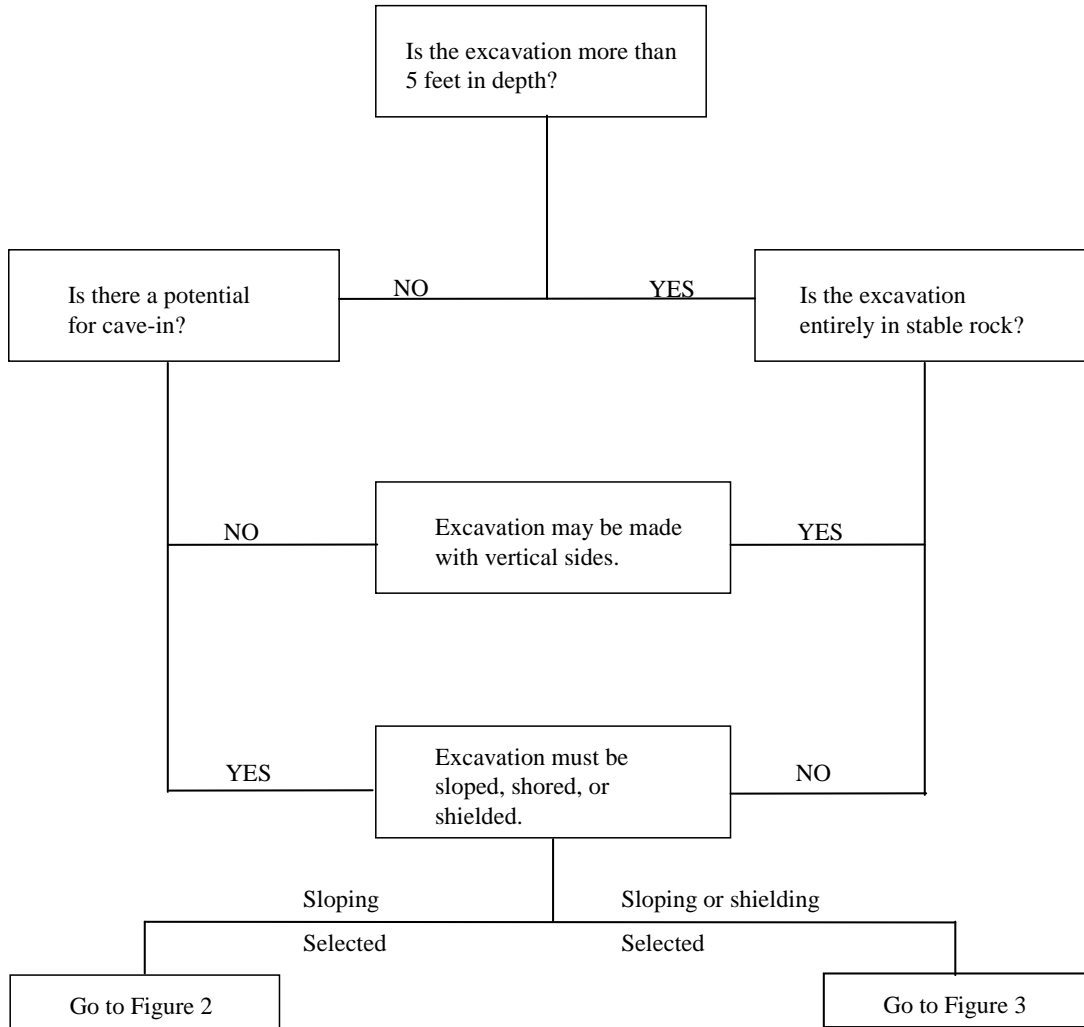 Is the excavation more than
5 feet in depth?
NO
YES
Is there a potential
for cave-in?
Is the excavation
entirely in stable rock?
NO
Excavation may be made
with vertical sides.
YES
YES
Excavation must be
sloped, shored, or
shielded.
NO
Sloping
Selected
Sloping or shielding
Selected
Go to Figure 2
Go to Figure 3